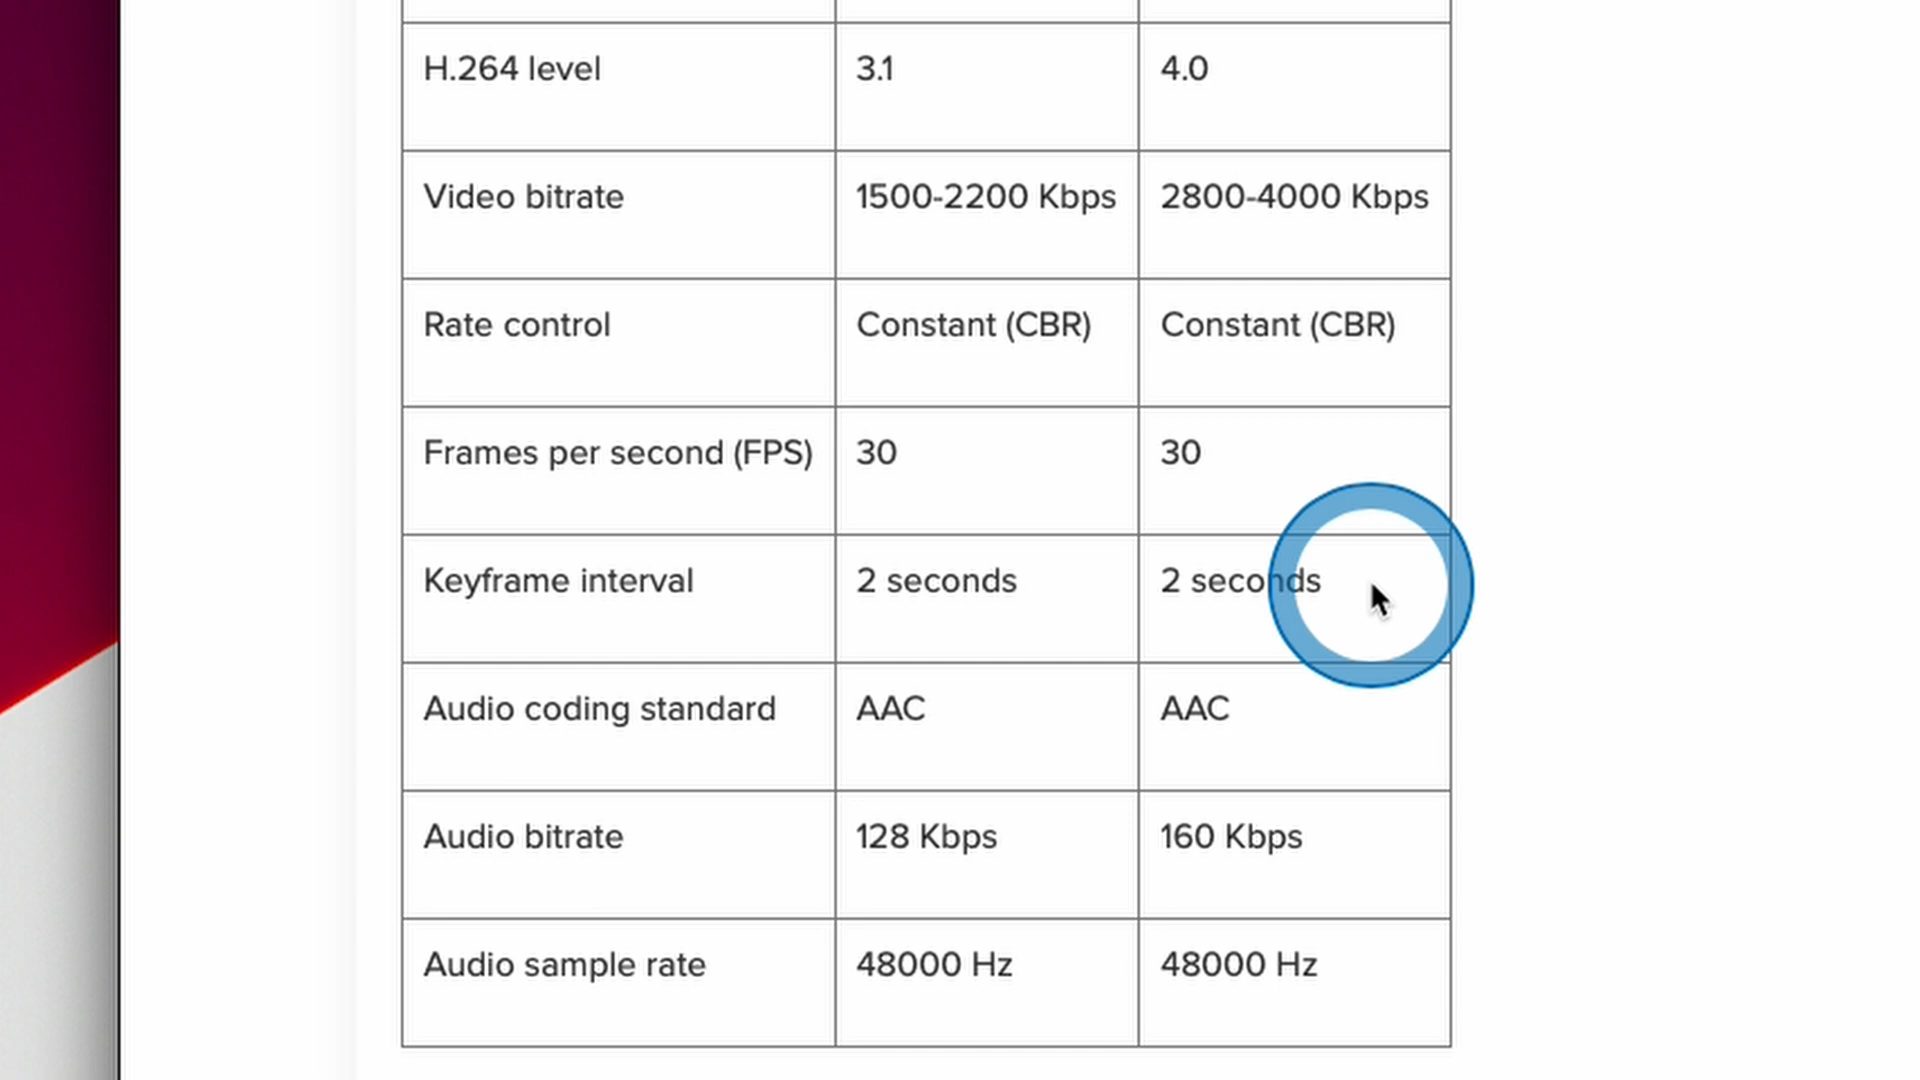 H.264 level 3.1 4.0
Video bitrate 1500-2200 Kbps 2800-4000 Kbps
Rate control Constant (CBR) Constant (CBR)
Frames per second (FPS) 30 30
Keyframe interval 2 seconds 2 seconds
Audio coding standard AAC AAC
Audio bitrate 128 Kbps 160 Kbps
Audio sample rate 48000 Hz 48000 Hz